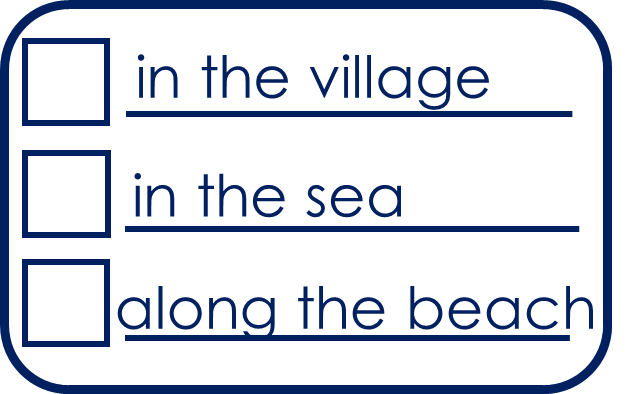 in the village
in the sea
along the beach